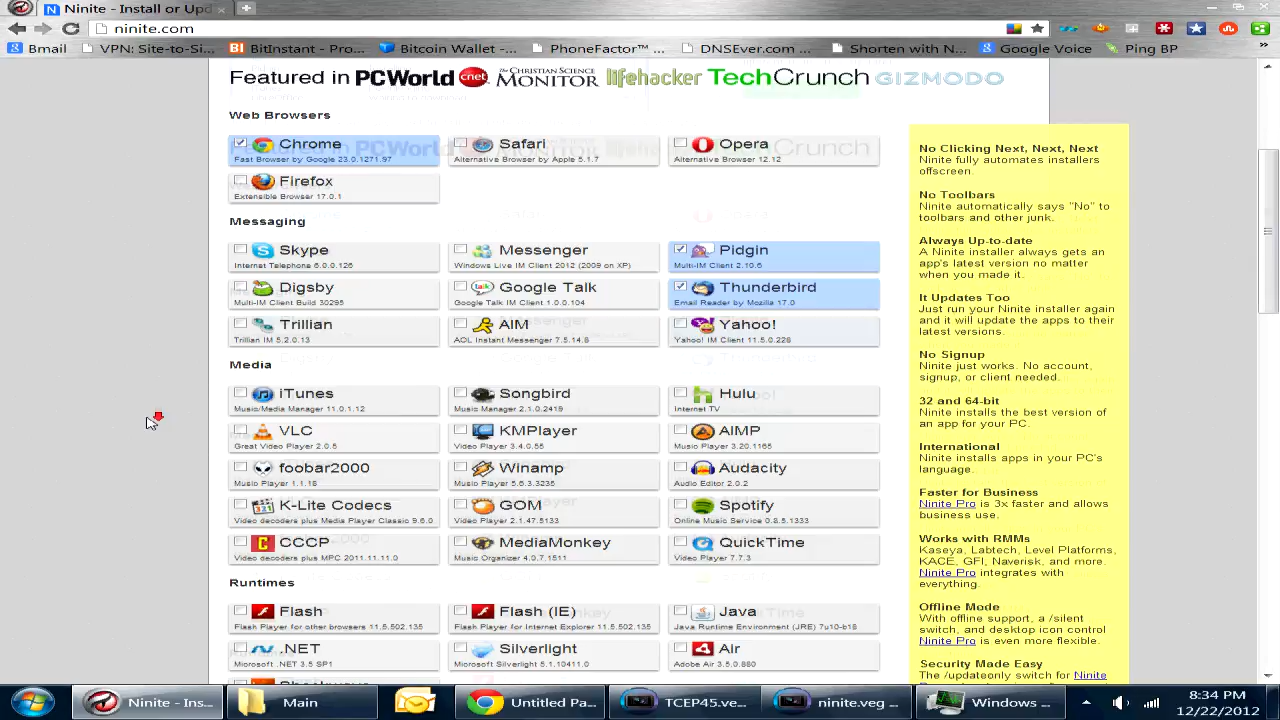 Ninite - Install or Upd
ninite.com
Gmail
VPN: Site-to-Si...
BitInstant - Pro...
Bitcoin Wallet -...
PhoneFactor™ ...
DNSEver.com ...
Shorten with N...
Google Voice
Ping BP
»
Featured in PCWorld cnet The CHRISTIAN SCIENCE MONITOR lifehacker TechCrunch GIZMODO
Web Browsers
Chrome
Fast Browser by Google 23.0.1271.97
Safari
Alternative Browser by Apple 5.1.7
Opera
Alternative Browser 12.12
Firefox
Extensible Browser 17.0.1
Messaging
Skype
Internet Telephone 6.0.0.126
Messenger
Windows Live IM Client 2012 (2009 on XP)
Pidgin
Multi-IM Client 2.10.6
Digsby
Multi-IM Client Build 30295
Google Talk
Google Talk IM Client 1.0.0.104
Thunderbird
Email Reader by Mozilla 17.0
Trillian
Trillian IM 5.2.0.13
AIM
AOL Instant Messenger 7.5.14.8
Yahoo!
Yahoo! IM Client 11.5.0.228
Media
iTunes
Music/Media Manager 11.0.1.12
Songbird
Music Manager 2.1.0.2419
Hulu
Internet TV
VLC
Great Video Player 2.0.5
KMPlayer
Video Player 3.4.0.55
AIMP
Music Player 3.20.1165
foobar2000
Music Player 1.1.18
Winamp
Music Player 5.6.3.3235
Audacity
Audio Editor 2.0.2
K-Lite Codecs
Video decoders plus Media Player Classic 9.6.0
GOM
Video Player 2.1.47.5133
Spotify
Online Music Service 0.8.5.1333
CCCP
Video decoders plus MPC 2011.11.11.0
MediaMonkey
Music Organizer 4.0.7.1511
QuickTime
Video Player 7.7.3
Runtimes
Flash
Flash Player for other browsers 11.5.502.135
Flash (IE)
Flash Player for Internet Explorer 11.5.502.135
Java
Java Runtime Environment (JRE) 7u10-b18
.NET
Microsoft .NET 3.5 SP1
Silverlight
Microsoft Silverlight 5.1.10411.0
Air
Adobe Air 3.5.0.880
No Clicking Next, Next, Next
Ninite fully automates installers
offscreen.
No Toolbars
Ninite automatically says "No" to
toolbars and other junk.
Always Up-to-date
A Ninite installer always gets an
app's latest version no matter
when you made it.
It Updates Too
Just run your Ninite installer again
and it will update the apps to their
latest versions.
No Signup
Ninite just works. No account,
signup, or client needed.
32 and 64-bit
Ninite installs the best version of
an app for your PC.
International
Ninite installs apps in your PC's
language.
Faster for Business
Ninite Pro is 3x faster and allows
business use.
Works with RMMs
Kaseya, Labtech, Level Platforms,
KACE, GFI, Naverisk, and more.
Ninite Pro integrates with
everything.
Offline Mode
With offline support, a /silent
switch, and desktop icon control
Ninite Pro is even more flexible.
Security Made Easy
The /updateonly switch for Ninite
Ninite - Ins...
Main
Untitled Pa...
TCEP45.ve...
ninite.veg ...
Windows ...
8:34 PM
12/22/2012